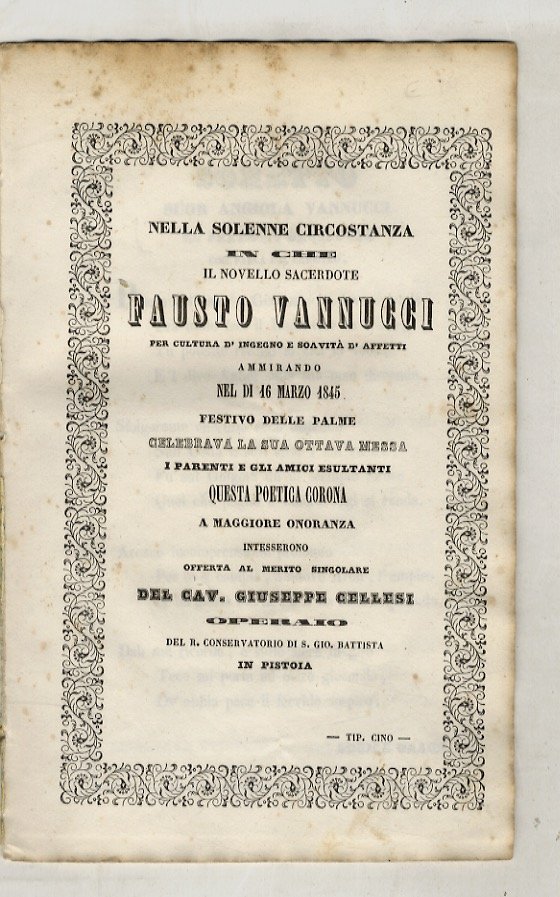 NELLA SOLENNE CIRCOSTANZA
IN CHE
IL NOVELLO SACERDOTE
FAUSTO VANNUCCI
PER CULTURA D' INGEGNO E SOAVITÀ D' AFFETTI
AMMIRANDO
NEL DI 16 MARZO 1845
FESTIVO DELLE PALME
CELEBRAVA LA SUA OTTAVA MESSA
I PARENTI E GLI AMICI ESULTANTI
QUESTA POETICA CORONA
A MAGGIORE ONORANZA
INTESSERONO
OFFERTA AL MERITO SINGOLARE
DEL CAV. GIUSEPPE CELLESI
OPERAIO
DEL R. CONSERVATORIO DI S. GIO. BATTISTA
IN PISTOIA
— TIP. CINO —